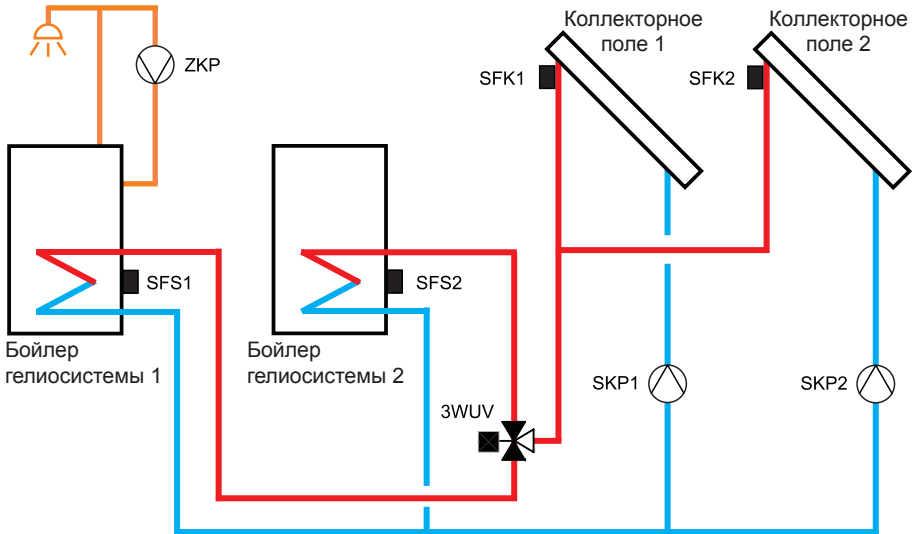 Коллекторное
поле 1
Коллекторное
поле 2
ZKP
SFK1
SFK2
SFS1
SFS2
Бойлер
гелиосистемы 1
Бойлер
гелиосистемы 2
SKP1
SKP2
3WUV